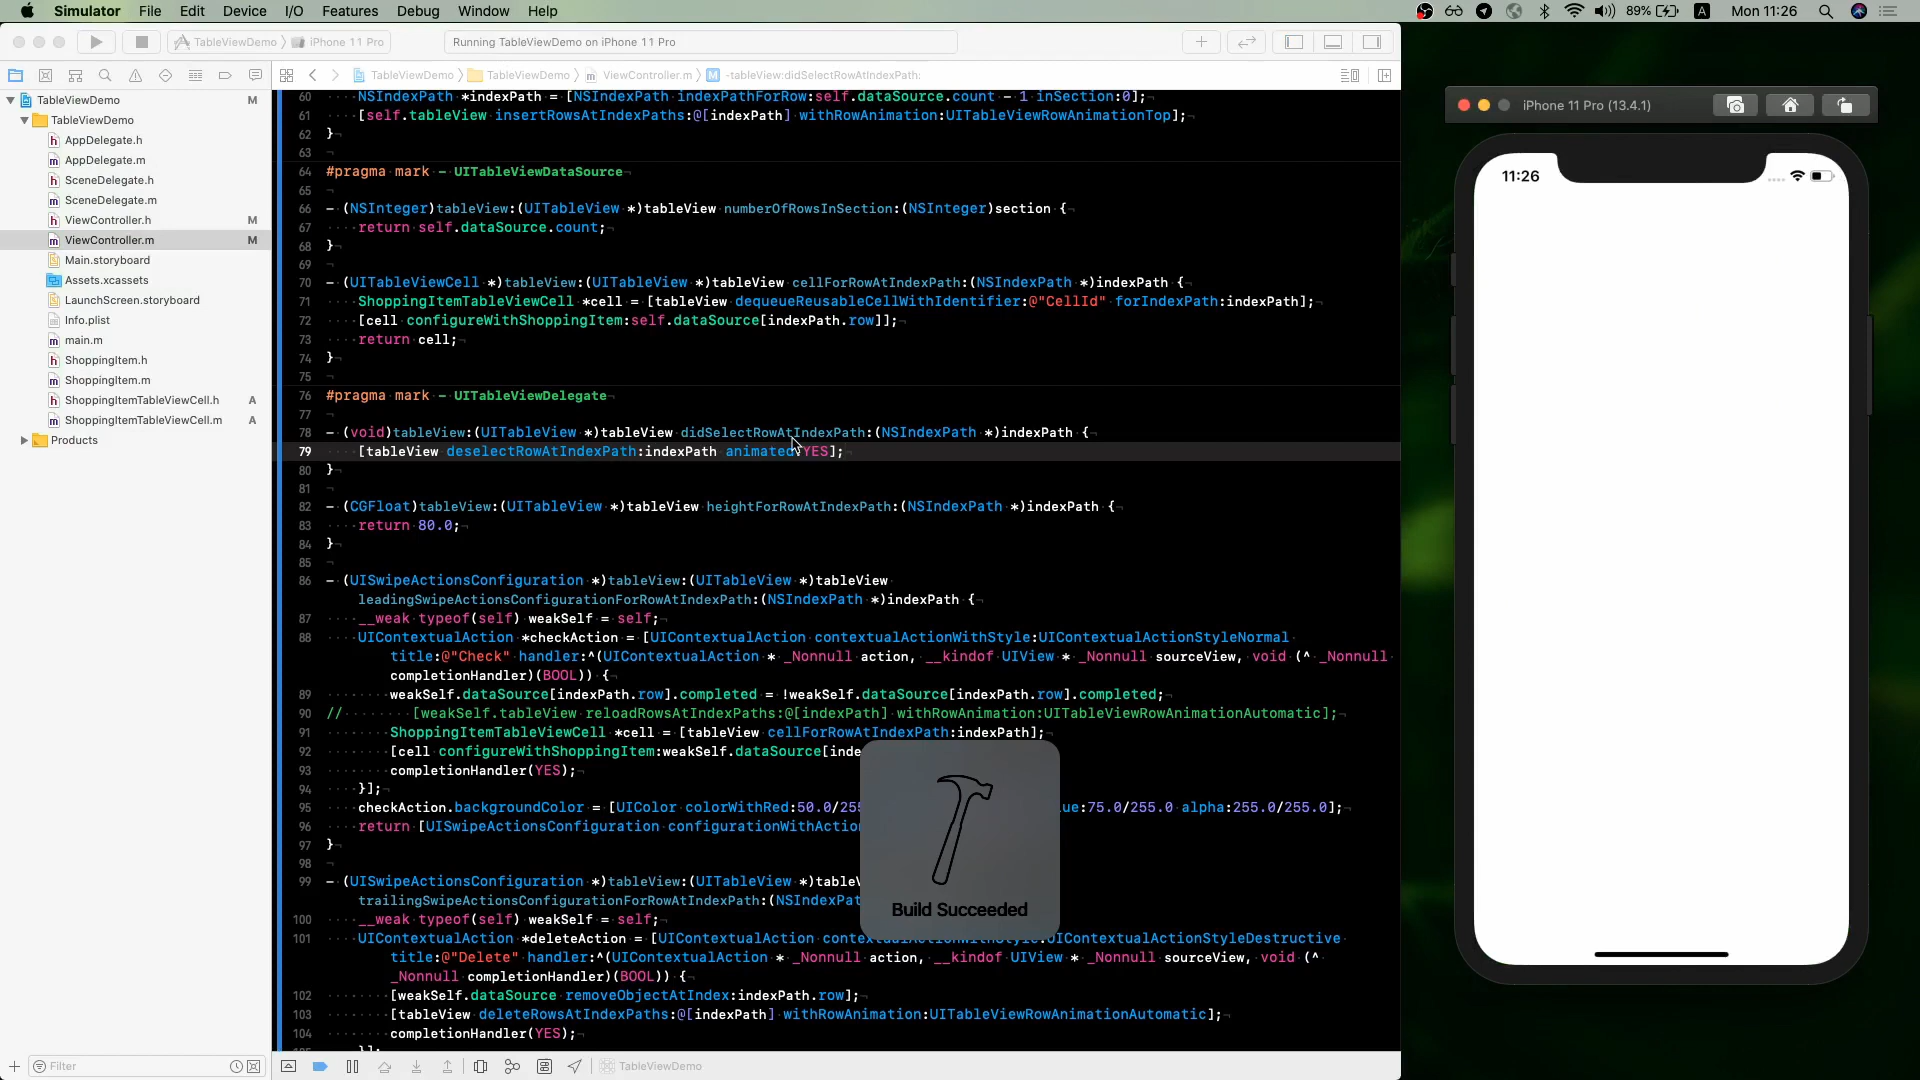 Simulator File Edit Device I/O Features Debug Window Help
89% A Mon 11:26
TableViewDemo iPhone 11 Pro
Running TableViewDemo on iPhone 11 Pro
TableViewDemo TableViewDemo ViewController.m M -tableView:didSelectRowAtIndexPath:
TableViewDemo M
TableViewDemo
h AppDelegate.h
m AppDelegate.m
h SceneDelegate.h
m SceneDelegate.m
h ViewController.h M
m ViewController.m M
Main.storyboard
Assets.xcassets
LaunchScreen.storyboard
Info.plist
m main.m
h ShoppingItem.h
m ShoppingItem.m
h ShoppingItemTableViewCell.h A
m ShoppingItemTableViewCell.m A
Products
Filter
60 NSIndexPath *indexPath = [NSIndexPath indexPathForRow:self.dataSource.count - 1 inSection:0];
61 [self.tableView insertRowsAtIndexPaths:@[indexPath] withRowAnimation:UITableViewRowAnimationTop];
62 }
63
64 #pragma mark - UITableViewDataSource
65
66 - (NSInteger)tableView:(UITableView *)tableView numberOfRowsInSection:(NSInteger)section {
67 return self.dataSource.count;
68 }
69
70 - (UITableViewCell *)tableView:(UITableView *)tableView cellForRowAtIndexPath:(NSIndexPath *)indexPath {
71 ShoppingItemTableViewCell *cell = [tableView dequeueReusableCellWithIdentifier:@"CellId" forIndexPath:indexPath];
72 [cell configureWithShoppingItem:self.dataSource[indexPath.row]];
73 return cell;
74 }
75
76 #pragma mark - UITableViewDelegate
77
78 - (void)tableView:(UITableView *)tableView didSelectRowAtIndexPath:(NSIndexPath *)indexPath {
79 [tableView deselectRowAtIndexPath:indexPath animated:YES];
80 }
81
82 - (CGFloat)tableView:(UITableView *)tableView heightForRowAtIndexPath:(NSIndexPath *)indexPath {
83 return 80.0;
84 }
85
86 - (UISwipeActionsConfiguration *)tableView:(UITableView *)tableView
leadingSwipeActionsConfigurationForRowAtIndexPath:(NSIndexPath *)indexPath {
87 __weak typeof(self) weakSelf = self;
88 UIContextualAction *checkAction = [UIContextualAction contextualActionWithStyle:UIContextualActionStyleNormal
title:@"Check" handler:^(UIContextualAction * _Nonnull action, __kindof UIView * _Nonnull sourceView, void (^ _Nonnull
completionHandler)(BOOL)) {
89 weakSelf.dataSource[indexPath.row].completed = !weakSelf.dataSource[indexPath.row].completed;
90 // [weakSelf.tableView reloadRowsAtIndexPaths:@[indexPath] withRowAnimation:UITableViewRowAnimationAutomatic];
91 ShoppingItemTableViewCell *cell = [tableView cellForRowAtIndexPath:indexPath];
92 [cell configureWithShoppingItem:weakSelf.dataSource[inde
93 completionHandler(YES);
94 }];
95 checkAction.backgroundColor = [UIColor colorWithRed:50.0/255 ue:75.0/255.0 alpha:255.0/255.0];
96 return [UISwipeActionsConfiguration configurationWithAction
97 }
98
99 - (UISwipeActionsConfiguration *)tableView:(UITableView *)table
trailingSwipeActionsConfigurationForRowAtIndexPath:(NSIndexPat
100 __weak typeof(self) weakSelf = self;
101 UIContextualAction *deleteAction = [UIContextualAction contextualActionWithStyle:UIContextualActionStyleDestructive
title:@"Delete" handler:^(UIContextualAction * _Nonnull action, __kindof UIView * _Nonnull sourceView, void (^
_Nonnull completionHandler)(BOOL)) {
102 [weakSelf.dataSource removeObjectAtIndex:indexPath.row];
103 [tableView deleteRowsAtIndexPaths:@[indexPath] withRowAnimation:UITableViewRowAnimationAutomatic];
104 completionHandler(YES);
}];
Build Succeeded
TableViewDemo
iPhone 11 Pro (13.4.1)
11:26